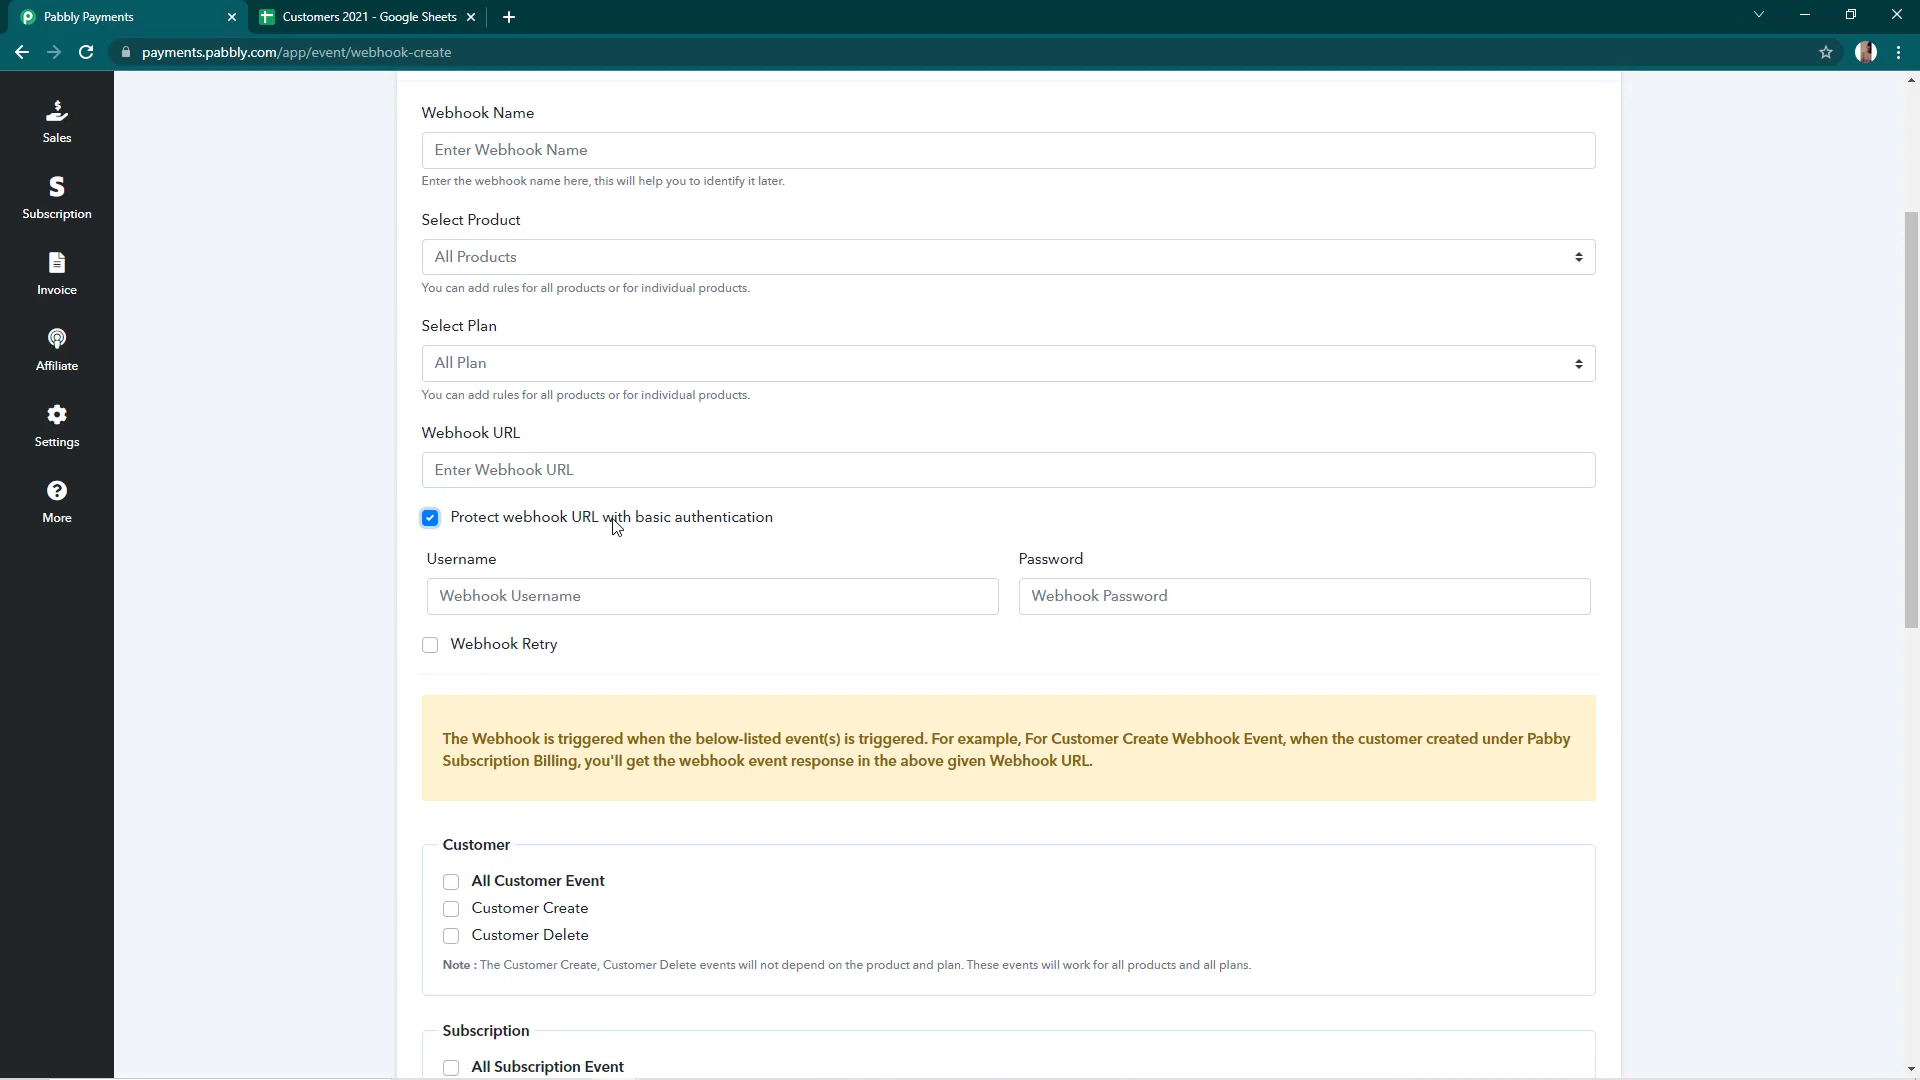 Pabbly Payments
Customers 2021 - Google Sheets
payments.pabbly.com/app/event/webhook-create
Sales
Subscription
Invoice
Affiliate
Settings
More
Webhook Name
Enter Webhook Name
Enter the webhook name here, this will help you to identify it later.
Select Product
All Products
You can add rules for all products or for individual products.
Select Plan
All Plan
You can add rules for all products or for individual products.
Webhook URL
Enter Webhook URL
Protect webhook URL with basic authentication
Username
Password
Webhook Username
Webhook Password
Webhook Retry
The Webhook is triggered when the below-listed event(s) is triggered. For example, For Customer Create Webhook Event, when the customer created under Pabby
Subscription Billing, you'll get the webhook event response in the above given Webhook URL.
Customer
All Customer Event
Customer Create
Customer Delete
Note : The Customer Create, Customer Delete events will not depend on the product and plan. These events will work for all products and all plans.
Subscription
All Subscription Event